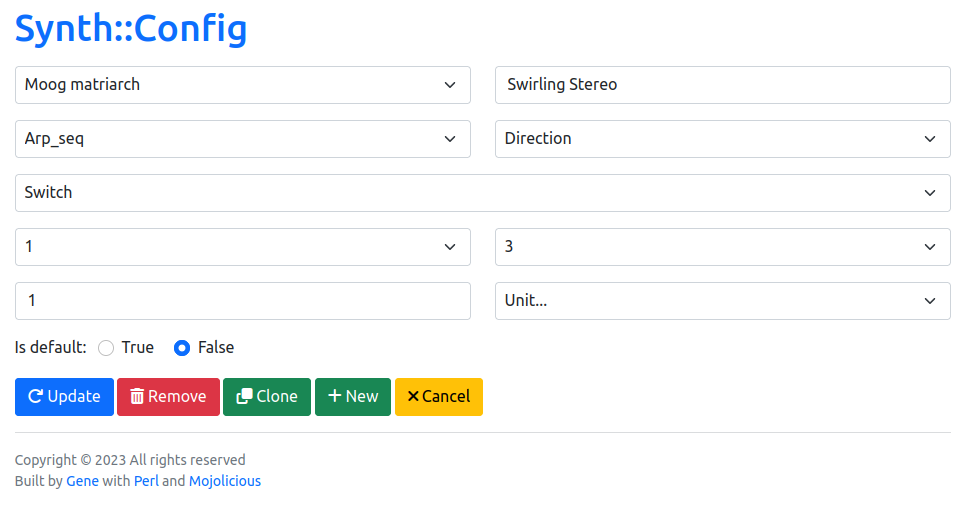 Synth::Config
Moog matriarch
Swirling Stereo
Arp_seq
Direction
Switch
1
3
1
Unit...
Is default: True False
Update Remove Clone New Cancel
Copyright © 2023 All rights reserved
Built by Gene with Perl and Mojolicious